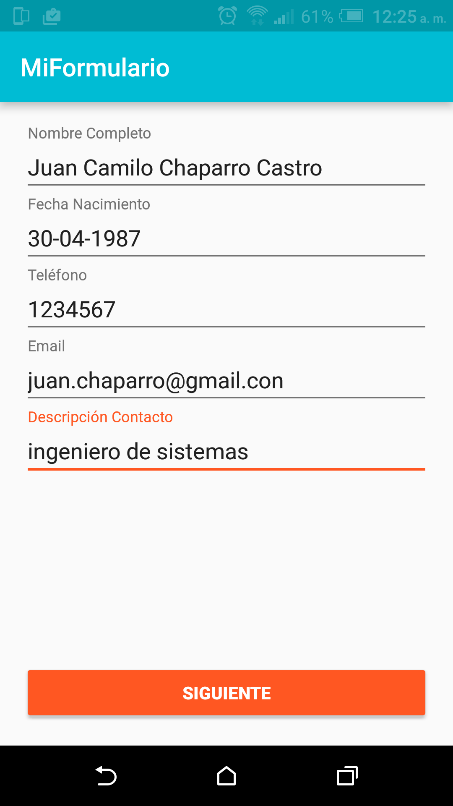 61% 12:25 a. m.
MiFormulario
Nombre Completo
Juan Camilo Chaparro Castro
Fecha Nacimiento
30-04-1987
Teléfono
1234567
Email
juan.chaparro@gmail.con
Descripción Contacto
ingeniero de sistemas
SIGUIENTE